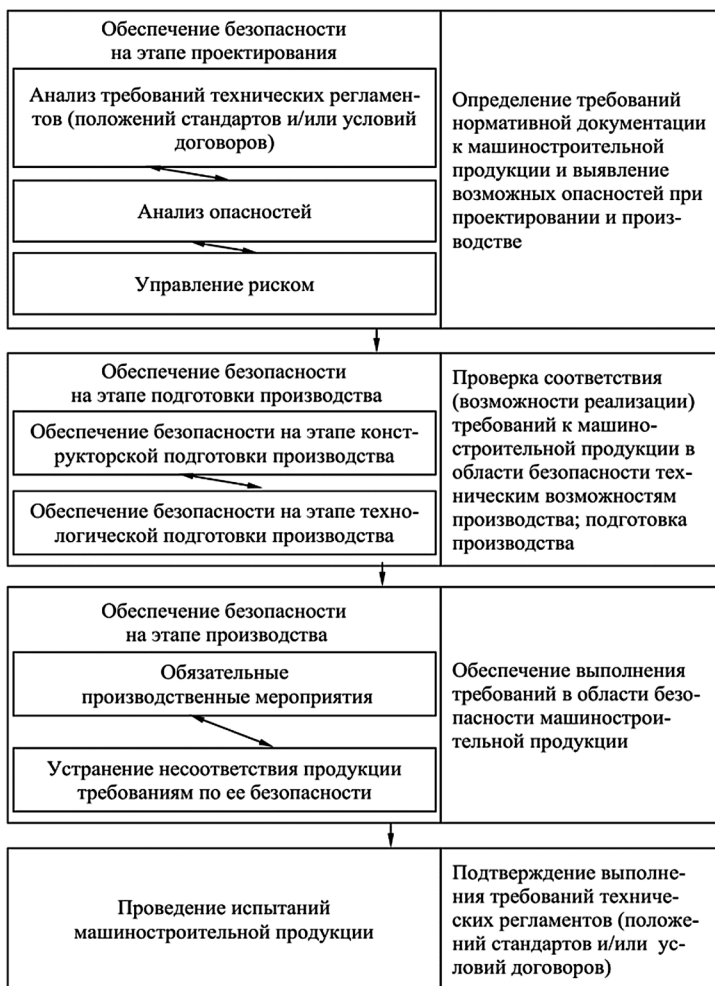 Обеспечение безопасности
на этапе проектирования
Анализ требований технических регламен-
тов (положений стандартов и/или условий
договоров)
Анализ опасностей
Управление риском
Определение требований
нормативной документации
к машиностроительной
продукции и выявление
возможных опасностей при
проектировании и произ-
водстве
Обеспечение безопасности
на этапе подготовки производства
Обеспечение безопасности на этапе конст-
рукторской подготовки производства
Обеспечение безопасности на этапе техно-
логической подготовки производства
Проверка соответствия
(возможности реализации)
требований к машино-
строительной продукции в
области безопасности тех-
ническим возможностям
производства; подготовка
производства
Обеспечение безопасности
на этапе производства
Обязательные
производственные мероприятия
Устранение несоответствия продукции
требованиям по ее безопасности
Обеспечение выполнения
требований в области безо-
пасности машинострои-
тельной продукции
Проведение испытаний
машиностроительной продукции
Подтверждение выполне-
ния требований техниче-
ских регламентов (положе-
ний стандартов и/или ус-
ловий договоров)